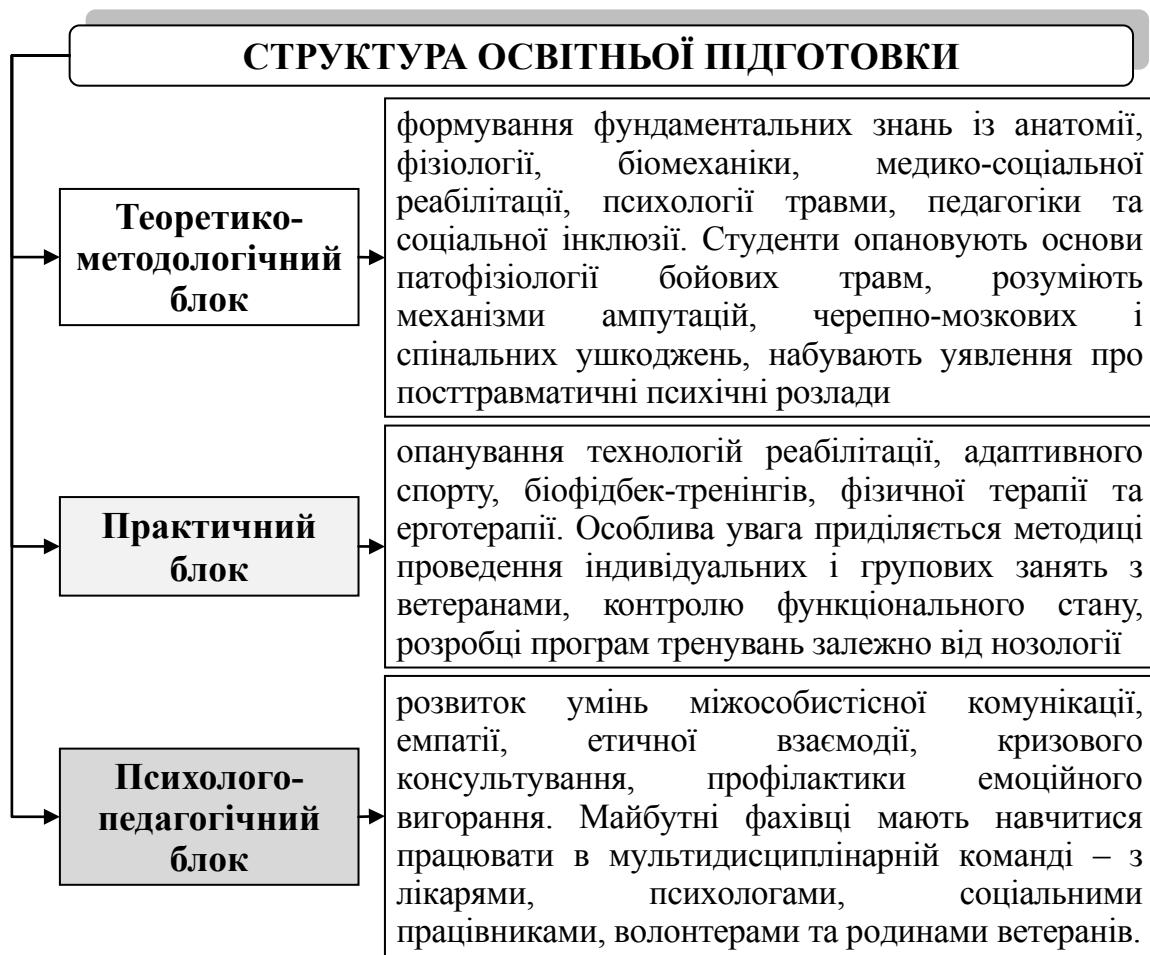 СТРУКТУРА ОСВІТНЬОЇ ПІДГОТОВКИ
Теоретико-
методологічний
блок
формування фундаментальних знань із анатомії,
фізіології, біомеханіки, медико-соціальної
реабілітації, психології травми, педагогіки та
соціальної інклюзії. Студенти опановують основи
патофізіології бойових травм, розуміють
механізми ампутацій, черепно-мозкових і
спінальних ушкоджень, набувають уявлення про
посттравматичні психічні розлади
Практичний
блок
опанування технологій реабілітації, адаптивного
спорту, біофідбек-тренінгів, фізичної терапії та
ерготерапії. Особлива увага приділяється методиці
проведення індивідуальних і групових занять з
ветеранами, контролю функціонального стану,
розробці програм тренувань залежно від нозології
Психолого-
педагогічний
блок
розвиток умінь міжособистісної комунікації,
емпатії, етичної взаємодії, кризового
консультування, профілактики емоційного
вигорання. Майбутні фахівці мають навчитися
працювати в мультидисциплінарній команді – з
лікарями, психологами, соціальними
працівниками, волонтерами та родинами ветеранів.